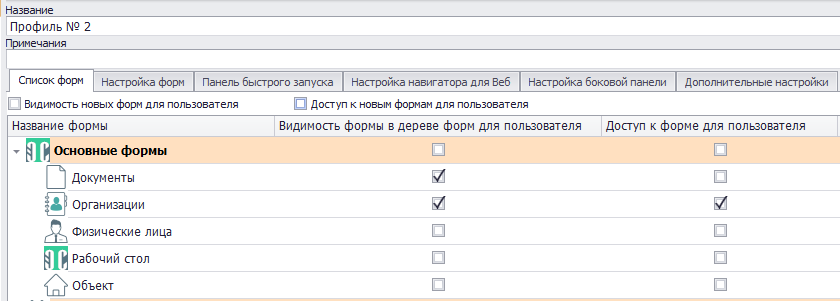 Название
Профиль № 2
Примечания
Список форм Настройка форм Панель быстрого запуска Настройка навигатора для Веб Настройка боковой панели Дополнительные настройки
Видимость новых форм для пользователя Доступ к новым формам для пользователя
Название формы Видимость формы в дереве форм для пользователя Доступ к форме для пользователя
Основные формы
Документы
Организации
Физические лица
Рабочий стол
Объект